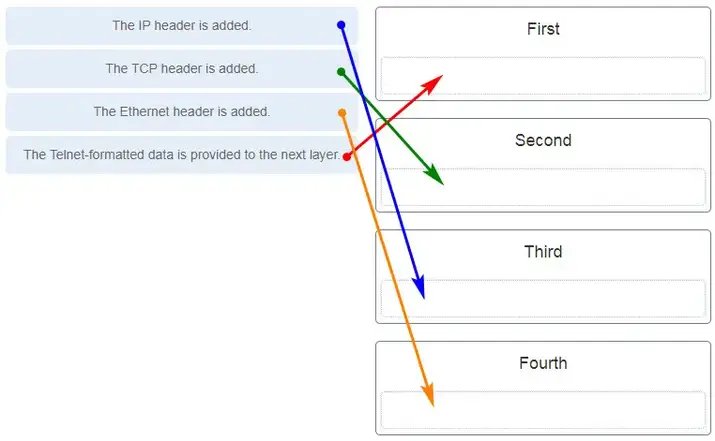 The IP header is added.
The TCP header is added.
The Ethernet header is added.
The Telnet-formatted data is provided to the next layer.
First
Second
Third
Fourth